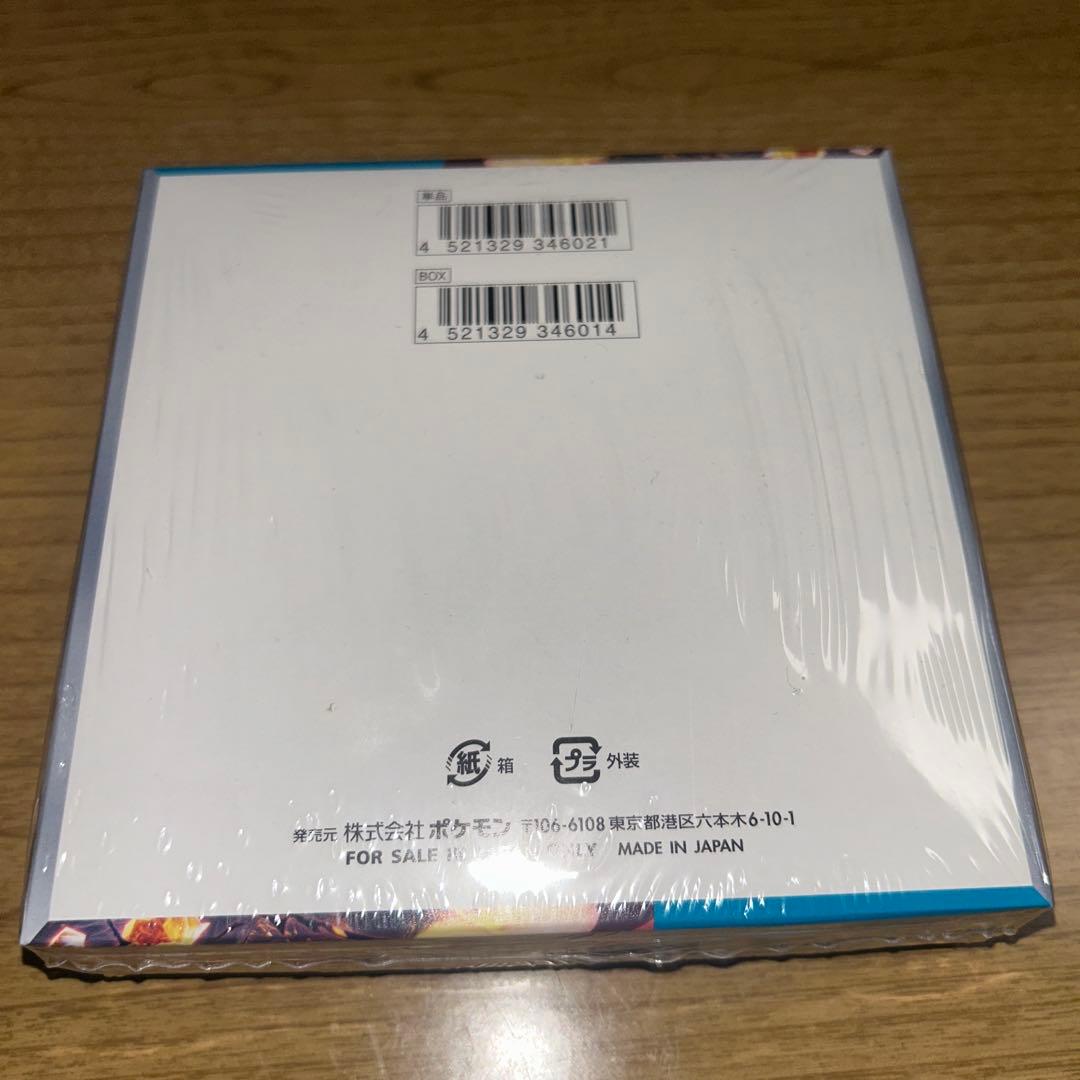 単品
4 521329 346021
BOX
4 521329 346014
紙 箱 プラ 外装
発売元 株式会社 ポケモン 〒106-6108 東京都港区六本木6-10-1
FOR SALE IN ONLY MADE IN JAPAN